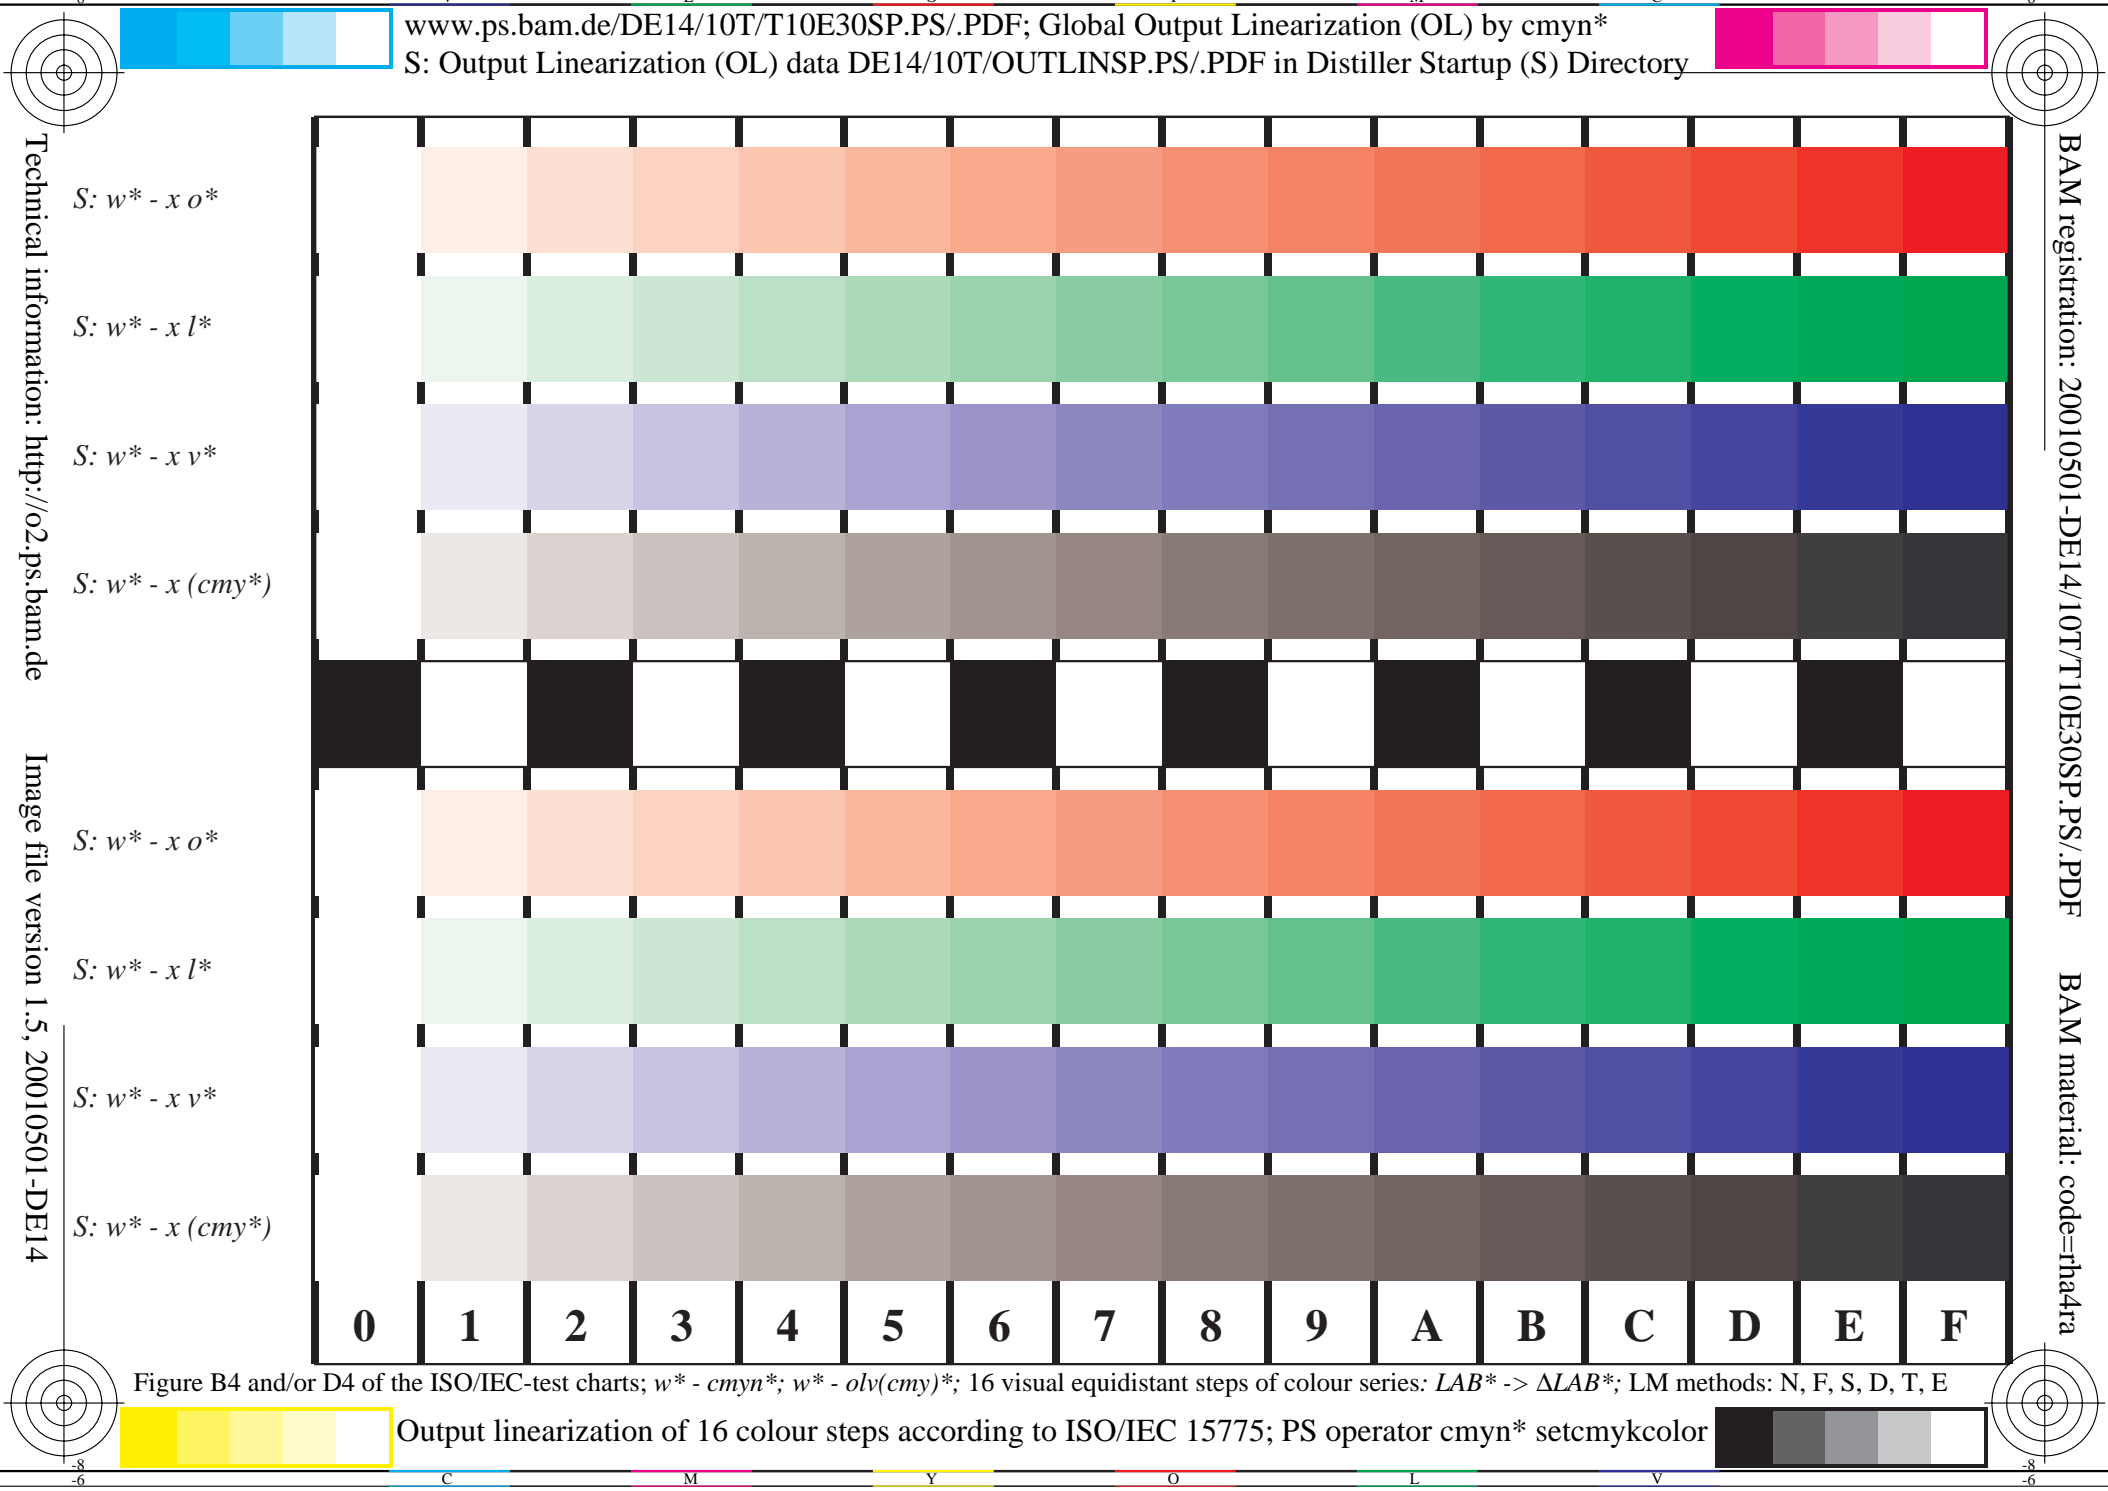 www.ps.bam.de/DE14/10T/T10E30SP.PS/.PDF; Global Output Linearization (OL) by cmyn*
S: Output Linearization (OL) data DE14/10T/OUTLINSP.PS/.PDF in Distiller Startup (S) Directory
Technical information: http://o2.ps.bam.de
Image file version 1.5, 20010501-DE14
BAM registration: 20010501-DE14/10T/T10E30SP.PS/.PDF
BAM material: code=rha4ra
S: w* - x o*
S: w* - x l*
S: w* - x v*
S: w* - x (cmy*)
S: w* - x o*
S: w* - x l*
S: w* - x v*
S: w* - x (cmy*)
0 1 2 3 4 5 6 7 8 9 A B C D E F
Figure B4 and/or D4 of the ISO/IEC-test charts; w* - cmyn*; w* - olv(cmy)*; 16 visual equidistant steps of colour series: LAB* -> ΔLAB*; LM methods: N, F, S, D, T, E
Output linearization of 16 colour steps according to ISO/IEC 15775; PS operator cmyn* setcmykcolor
-8 -8
-6 C M Y O L V -6